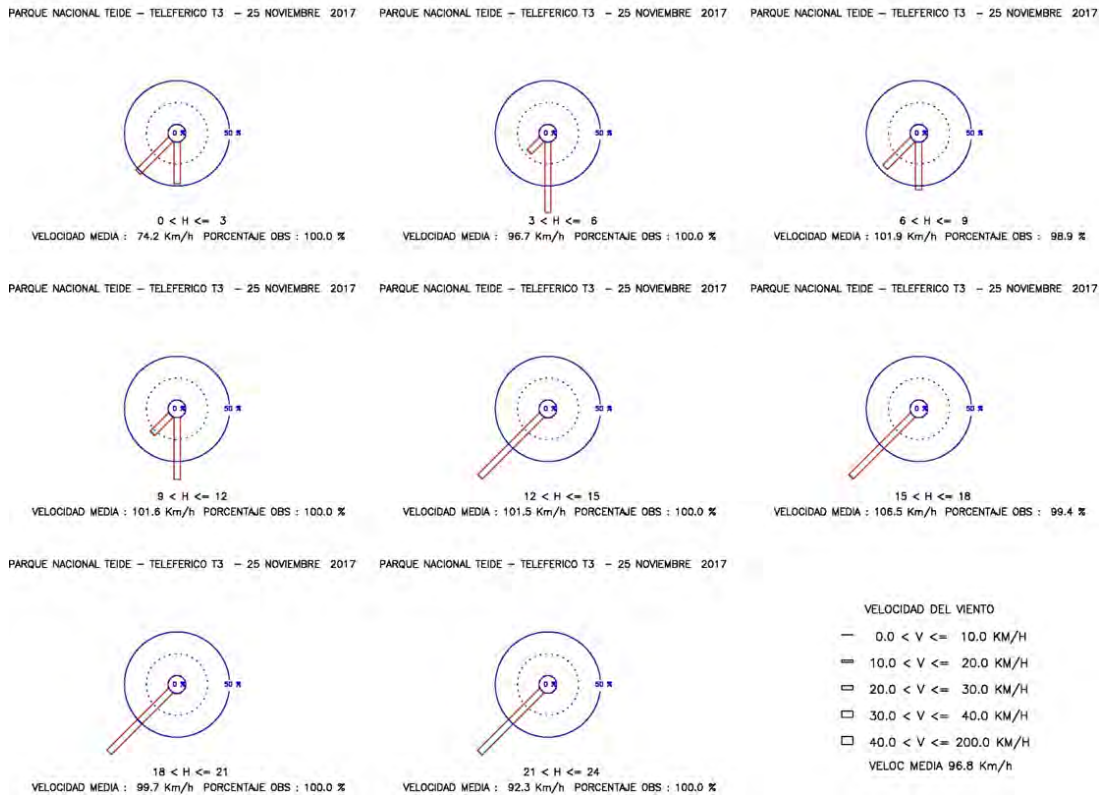 PARQUE NACIONAL TEIDE – TELEFERICO T3 – 25 NOVIEMBRE 2017
0 %
50 %
0 < H <= 3
VELOCIDAD MEDIA : 74.2 Km/h PORCENTAJE OBS : 100.0 %
PARQUE NACIONAL TEIDE – TELEFERICO T3 – 25 NOVIEMBRE 2017
0 %
50 %
3 < H <= 6
VELOCIDAD MEDIA : 96.7 Km/h PORCENTAJE OBS : 100.0 %
PARQUE NACIONAL TEIDE – TELEFERICO T3 – 25 NOVIEMBRE 2017
0 %
50 %
6 < H <= 9
VELOCIDAD MEDIA : 101.9 Km/h PORCENTAJE OBS : 98.9 %
PARQUE NACIONAL TEIDE – TELEFERICO T3 – 25 NOVIEMBRE 2017
0 %
50 %
9 < H <= 12
VELOCIDAD MEDIA : 101.6 Km/h PORCENTAJE OBS : 100.0 %
PARQUE NACIONAL TEIDE – TELEFERICO T3 – 25 NOVIEMBRE 2017
0 %
50 %
12 < H <= 15
VELOCIDAD MEDIA : 101.5 Km/h PORCENTAJE OBS : 100.0 %
PARQUE NACIONAL TEIDE – TELEFERICO T3 – 25 NOVIEMBRE 2017
0 %
50 %
15 < H <= 18
VELOCIDAD MEDIA : 106.5 Km/h PORCENTAJE OBS : 99.4 %
PARQUE NACIONAL TEIDE – TELEFERICO T3 – 25 NOVIEMBRE 2017
0 %
50 %
18 < H <= 21
VELOCIDAD MEDIA : 99.7 Km/h PORCENTAJE OBS : 100.0 %
PARQUE NACIONAL TEIDE – TELEFERICO T3 – 25 NOVIEMBRE 2017
0 %
50 %
21 < H <= 24
VELOCIDAD MEDIA : 92.3 Km/h PORCENTAJE OBS : 100.0 %
VELOCIDAD DEL VIENTO
0.0 < V <= 10.0 KM/H
10.0 < V <= 20.0 KM/H
20.0 < V <= 30.0 KM/H
30.0 < V <= 40.0 KM/H
40.0 < V <= 200.0 KM/H
VELOC MEDIA 96.8 Km/h